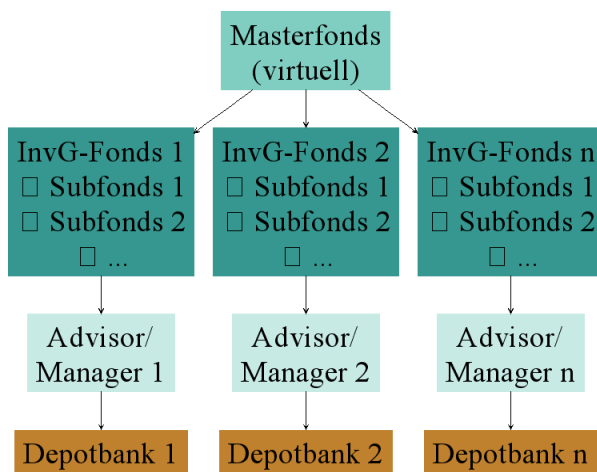 Masterfonds
(virtuell)
InvG-Fonds 1
□ Subfonds 1
□ Subfonds 2
□ ...
InvG-Fonds 2
□ Subfonds 1
□ Subfonds 2
□ ...
InvG-Fonds n
□ Subfonds 1
□ Subfonds 2
□ ...
Advisor/
Manager 1
Advisor/
Manager 2
Advisor/
Manager n
Depotbank 1
Depotbank 2
Depotbank n